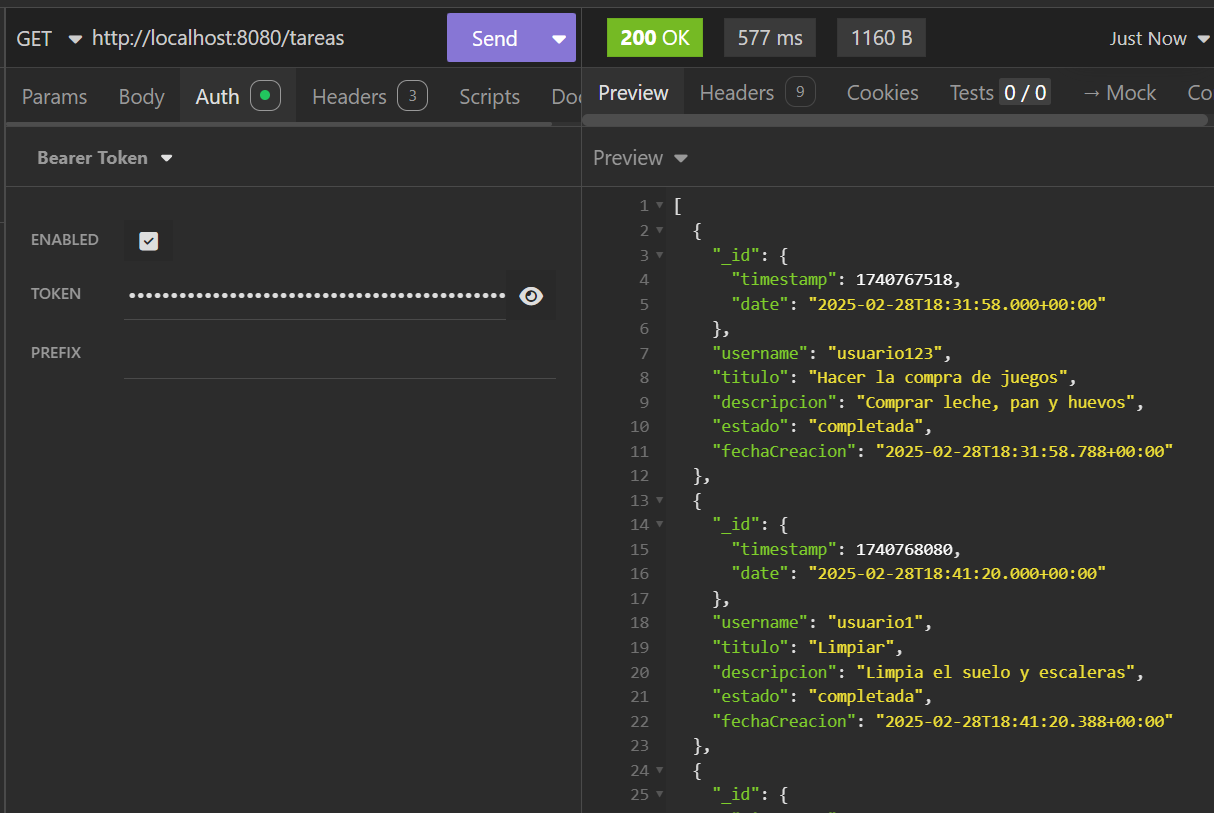 GET http://localhost:8080/tareas Send
200 OK 577 ms 1160 B Just Now
Params Body Auth Headers 3 Scripts Doc
Preview Headers 9 Cookies Tests 0 / 0 → Mock Co
Bearer Token
ENABLED
TOKEN ••••••••••••••••••••••••••••••••••••••••••••
PREFIX
Preview
1 [
2 {
3 "_id": {
4 "timestamp": 1740767518,
5 "date": "2025-02-28T18:31:58.000+00:00"
6 },
7 "username": "usuario123",
8 "titulo": "Hacer la compra de juegos",
9 "descripcion": "Comprar leche, pan y huevos",
10 "estado": "completada",
11 "fechaCreacion": "2025-02-28T18:31:58.788+00:00"
12 },
13 {
14 "_id": {
15 "timestamp": 1740768080,
16 "date": "2025-02-28T18:41:20.000+00:00"
17 },
18 "username": "usuario1",
19 "titulo": "Limpiar",
20 "descripcion": "Limpia el suelo y escaleras",
21 "estado": "completada",
22 "fechaCreacion": "2025-02-28T18:41:20.388+00:00"
23 },
24 {
25 "_id": {